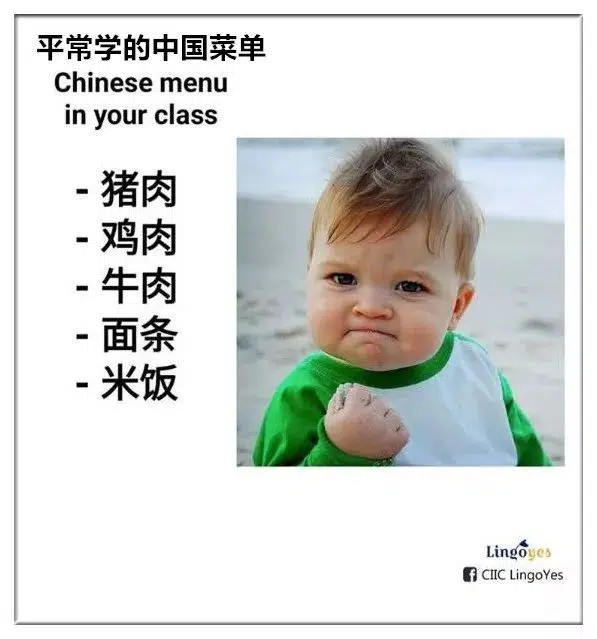 平常学的中国菜单
Chinese menu
in your class
- 猪肉
- 鸡肉
- 牛肉
- 面条
- 米饭
Lingoyes
CIIC LingoYes